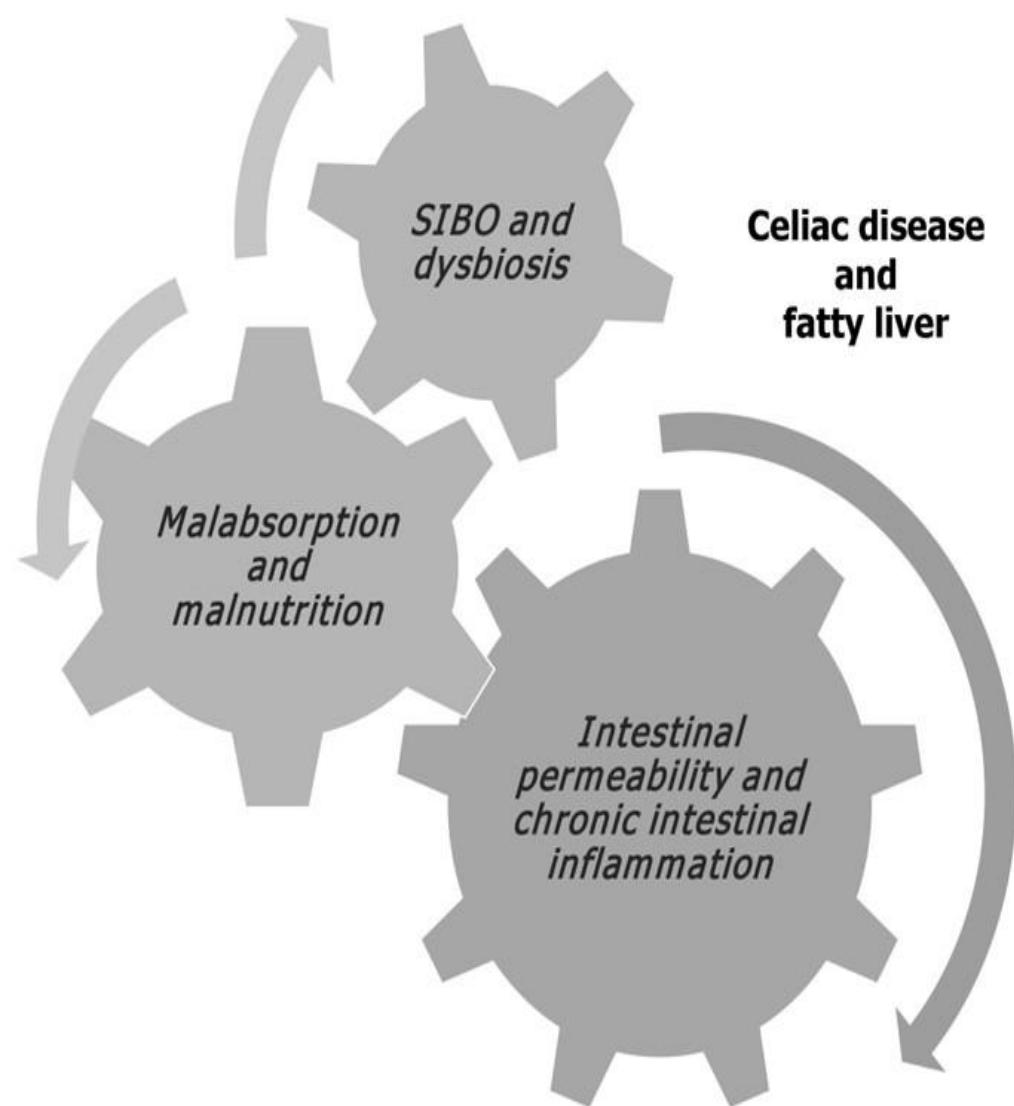 SIBO and
dysbiosis
Celiac disease
and
fatty liver
Malabsorption
and
malnutrition
Intestinal
permeability and
chronic intestinal
inflammation